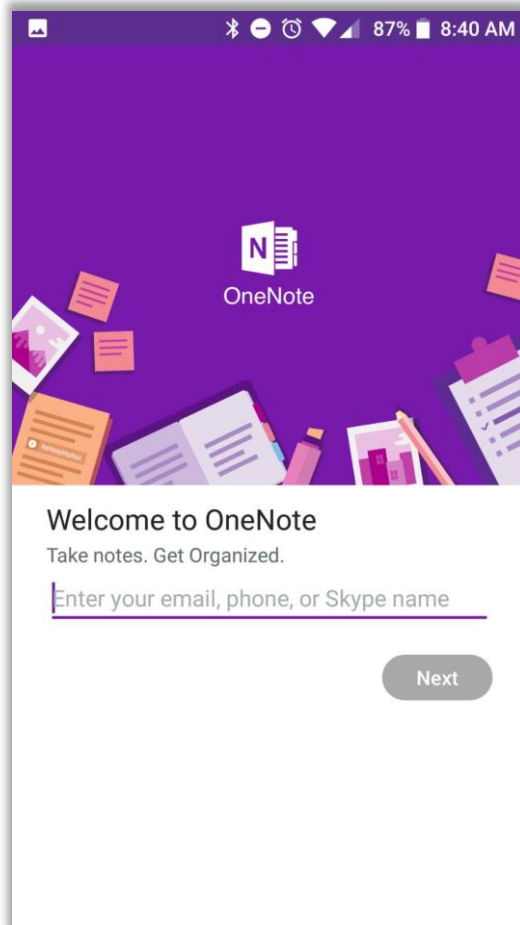 87% 8:40 AM
N
OneNote
Welcome to OneNote
Take notes. Get Organized.
Enter your email, phone, or Skype name
Next